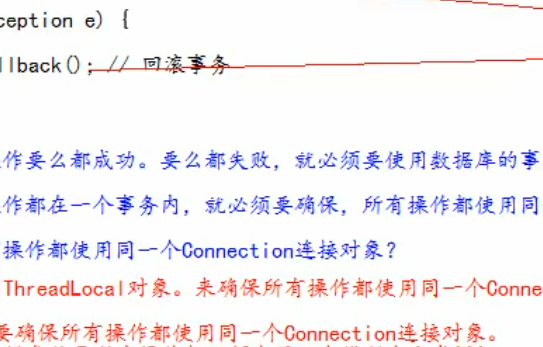 ception e) {
llback(); // 回滚事务
作要么都成功。要么都失败，就必须要使用数据库的事
作都在一个事务内，就必须要确保，所有操作都使用同
操作都使用同一个Connection连接对象？
ThreadLocal对象。来确保所有操作都使用同一个Conne
要确保所有操作都使用同一个Connection连接对象。